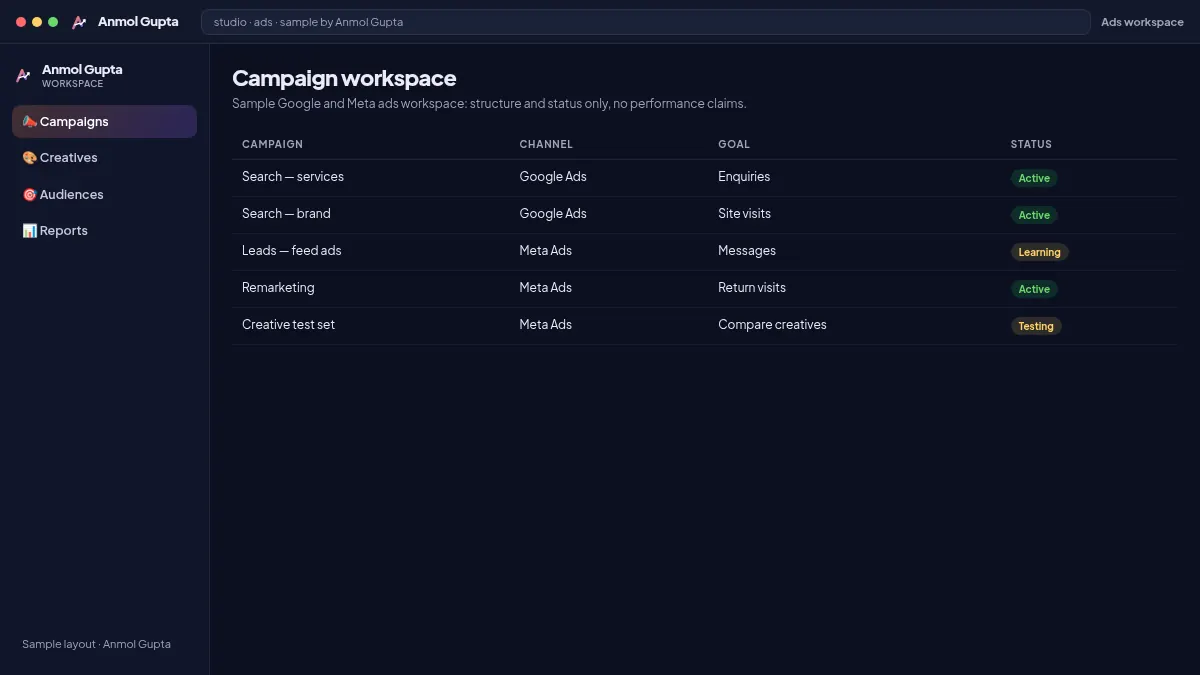 Anmol Gupta
studio · ads · sample by Anmol Gupta
Ads workspace
Anmol Gupta
WORKSPACE
Campaigns
Creatives
Audiences
Reports
Sample layout · Anmol Gupta
Campaign workspace
Sample Google and Meta ads workspace: structure and status only, no performance claims.
CAMPAIGN CHANNEL GOAL STATUS
Search — services Google Ads Enquiries Active
Search — brand Google Ads Site visits Active
Leads — feed ads Meta Ads Messages Learning
Remarketing Meta Ads Return visits Active
Creative test set Meta Ads Compare creatives Testing